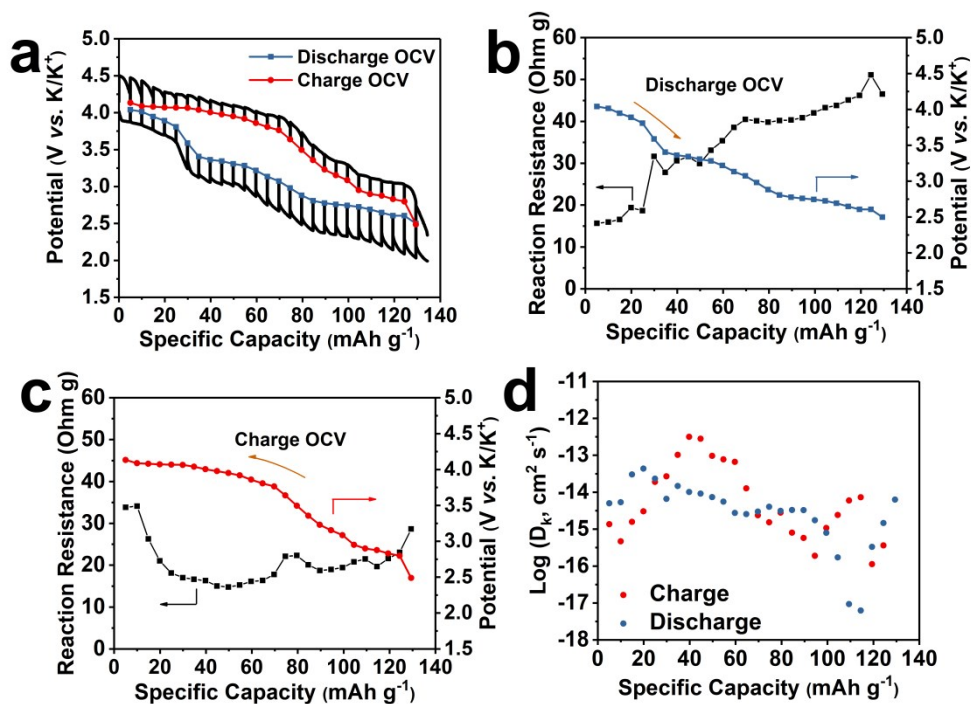 a
5.0
4.5
4.0
3.5
3.0
2.5
2.0
1.5
Potential (V vs. K/K⁺)
Discharge OCV
Charge OCV
0 20 40 60 80 100 120 140
Specific Capacity (mAh g⁻¹)
b
60
50
40
30
20
10
0
Reaction Resistance (Ohm g)
Discharge OCV
5.0
4.5
4.0
3.5
3.0
2.5
2.0
1.5
Potential (V vs. K/K⁺)
0 20 40 60 80 100 120 140
Specific Capacity (mAh g⁻¹)
c
60
50
40
30
20
10
0
Reaction Resistance (Ohm g)
Charge OCV
5.0
4.5
4.0
3.5
3.0
2.5
2.0
1.5
Potential (V vs. K/K⁺)
0 20 40 60 80 100 120 140
Specific Capacity (mAh g⁻¹)
d
-11
-12
-13
-14
-15
-16
-17
-18
Log (Dₖ, cm² s⁻¹)
Charge
Discharge
0 20 40 60 80 100 120 140
Specific Capacity (mAh g⁻¹)